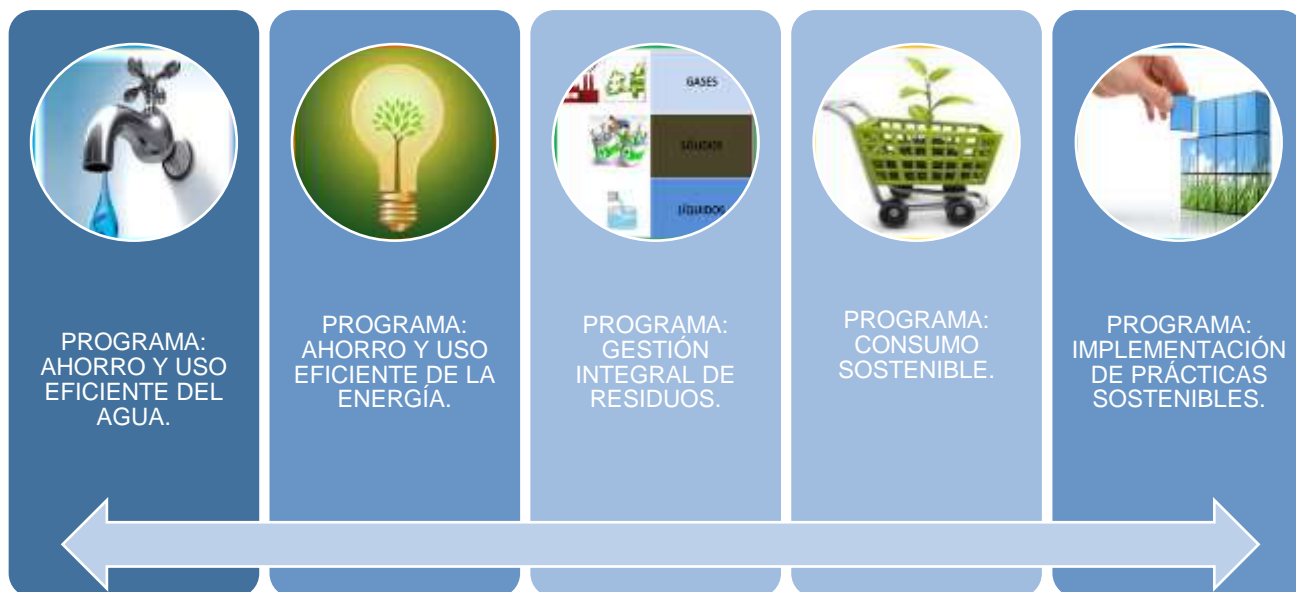 GASES
SÓLIDOS
LÍQUIDOS
PROGRAMA:
AHORRO Y USO
EFICIENTE DEL
AGUA.
PROGRAMA:
AHORRO Y USO
EFICIENTE DE LA
ENERGÍA.
PROGRAMA:
GESTIÓN
INTEGRAL DE
RESIDUOS.
PROGRAMA:
CONSUMO
SOSTENIBLE.
PROGRAMA:
IMPLEMENTACIÓN
DE PRÁCTICAS
SOSTENIBLES.